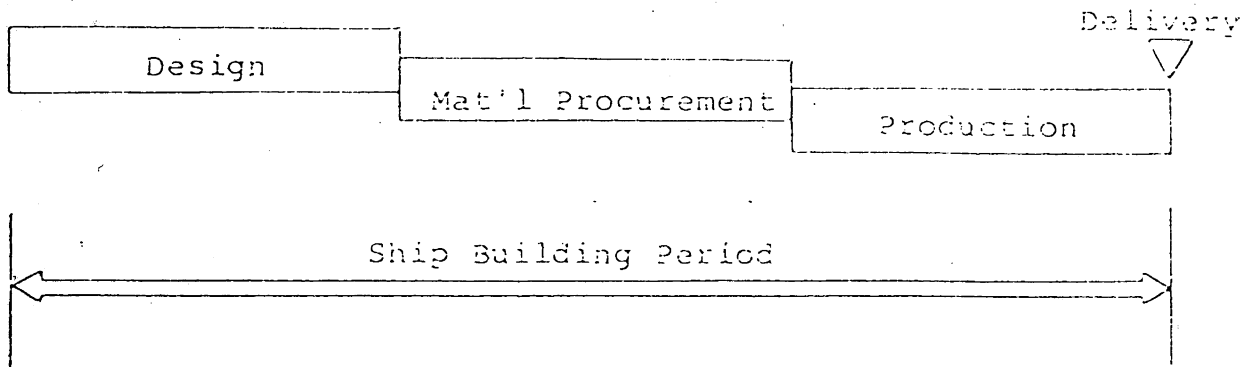 Delivery
Design
Mat'l Procurement
Production
Ship Building Period